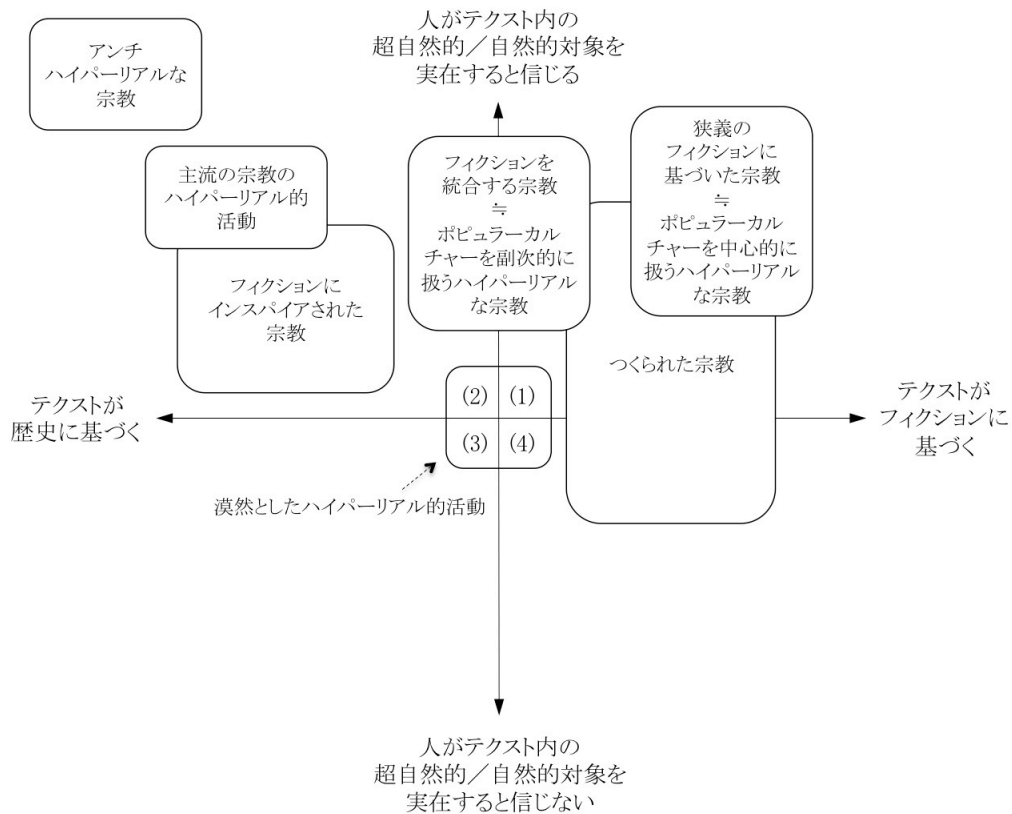 人がテクスト内の
超自然的／自然的対象を
実在すると信じる
アンチ
ハイパーリアルな
宗教
主流の宗教の
ハイパーリアル的
活動
フィクションに
インスパイアされた
宗教
フィクションを
統合する宗教
≒
ポピュラーカル
チャーを副次的に
扱うハイパーリアル
な宗教
狭義の
フィクションに
基づいた宗教
≒
ポピュラーカル
チャーを中心的に
扱うハイパーリアル
な宗教
つくられた宗教
(2) (1)
(3) (4)
テクストが
歴史に基づく
テクストが
フィクションに
基づく
漠然としたハイパーリアル的活動
人がテクスト内の
超自然的／自然的対象を
実在すると信じない